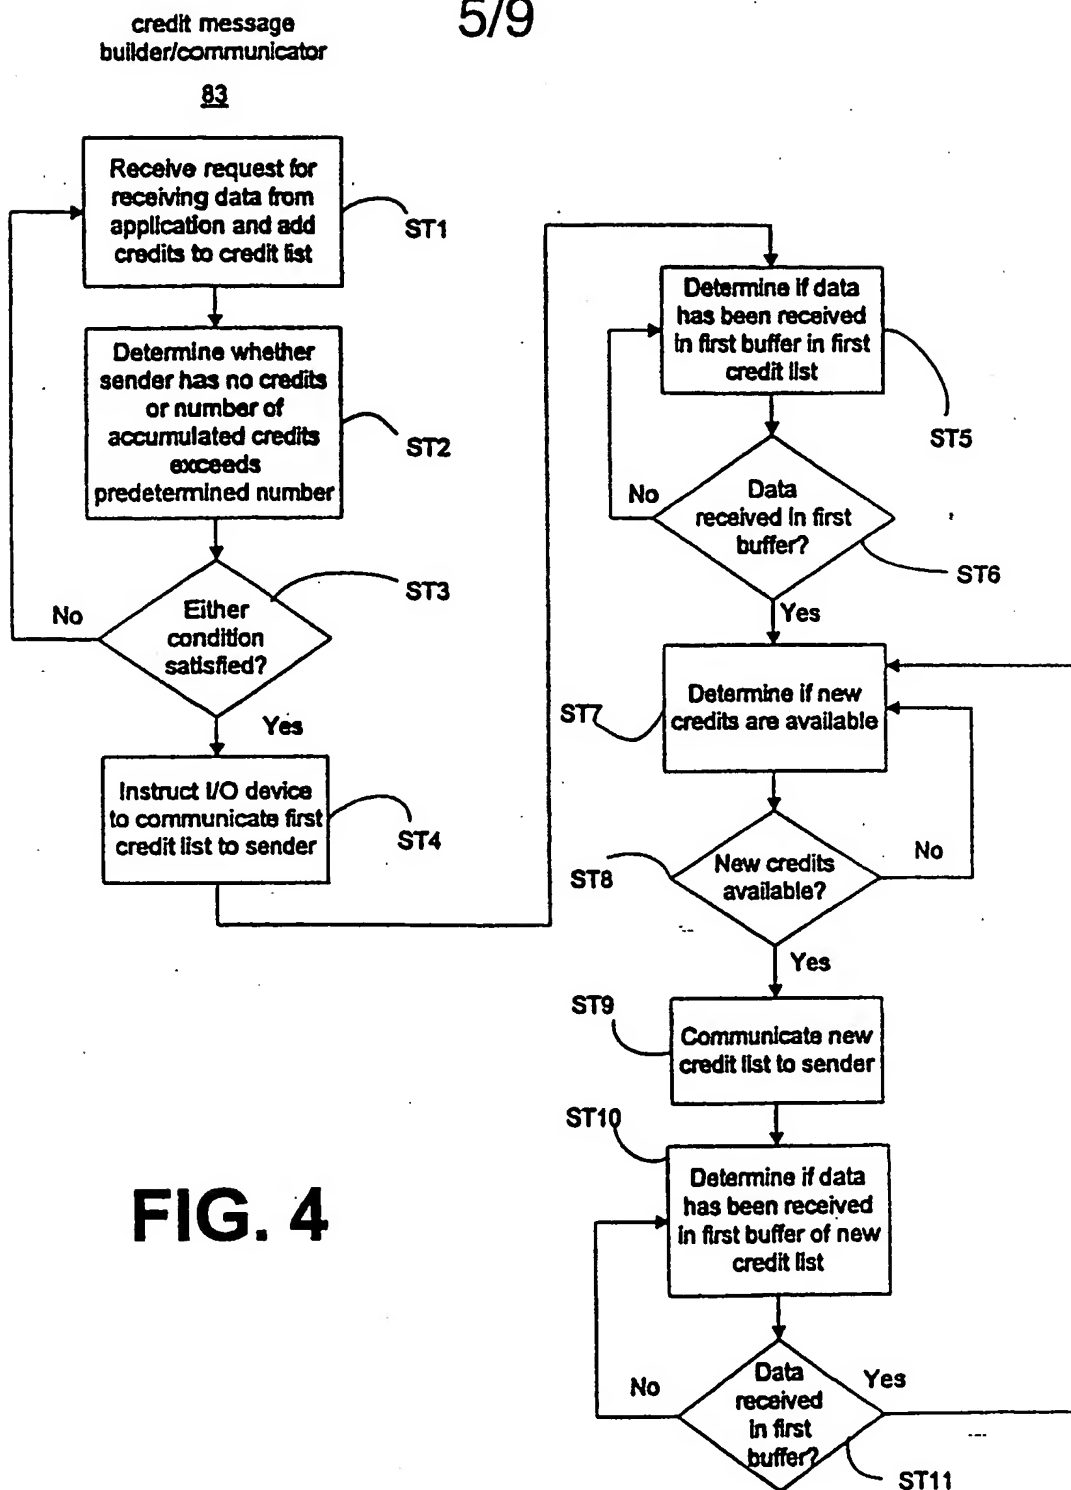 5/9
credit message
builder/communicator
83
Receive request for
receiving data from
application and add
credits to credit list
ST1
Determine whether
sender has no credits
or number of
accumulated credits
exceeds
predetermined number
ST2
Either
condition
satisfied?
ST3
No
Yes
Instruct I/O device
to communicate first
credit list to sender
ST4
Determine if data
has been received
in first buffer in first
credit list
ST5
Data
received in first
buffer?
No
ST6
Yes
Determine if new
credits are available
ST7
New credits
available?
ST8
No
Yes
Communicate new
credit list to sender
ST9
ST10
Determine if data
has been received
in first buffer of new
credit list
Data
received
in first
buffer?
No
Yes
ST11
FIG. 4